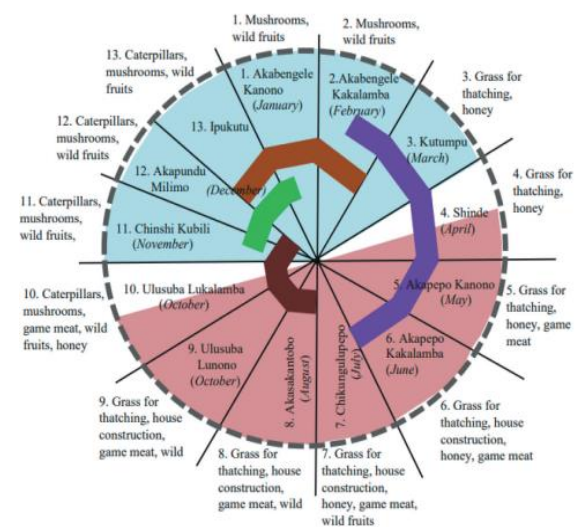 1. Mushrooms,
wild fruits
2. Mushrooms,
wild fruits
3. Grass for
thatching,
honey
4. Grass for
thatching,
honey
5. Grass for
thatching,
honey, game
meat
6. Grass for
thatching, house
construction,
honey, game meat
7. Grass for
thatching, house
construction,
honey, game meat,
wild fruits
8. Grass for
thatching, house
construction,
game meat, wild
9. Grass for
thatching, house
construction,
game meat, wild
10. Caterpillars,
mushrooms,
game meat, wild
fruits, honey
11. Caterpillars,
mushrooms,
wild fruits,
12. Caterpillars,
mushrooms,
wild fruits
13. Caterpillars,
mushrooms, wild
fruits
1. Akabengele
Kanono
(January)
2.Akabengele
Kakalamba
(February)
3. Kutumpu
(March)
4. Shinde
(April)
5. Akapepo Kanono
(May)
6. Akapepo
Kakalamba
(June)
7. Chikungulupepo
(July)
8. Akasakantobo
(August)
9. Ulusuba
Lunono
(October)
10. Ulusuba Lukalamba
(October)
11. Chinshi Kubili
(November)
12. Akapundu
Milimo
(December)
13. Ipukutu